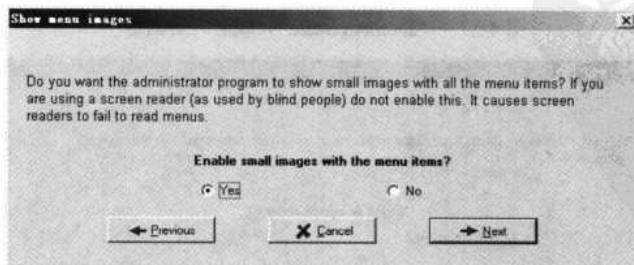 Show menu images
Do you want the administrator program to show small images with all the menu items? If you
are using a screen reader (as used by blind people) do not enable this. It causes screen
readers to fail to read menus.
Enable small images with the menu items?
Yes
No
Previous
Cancel
Next